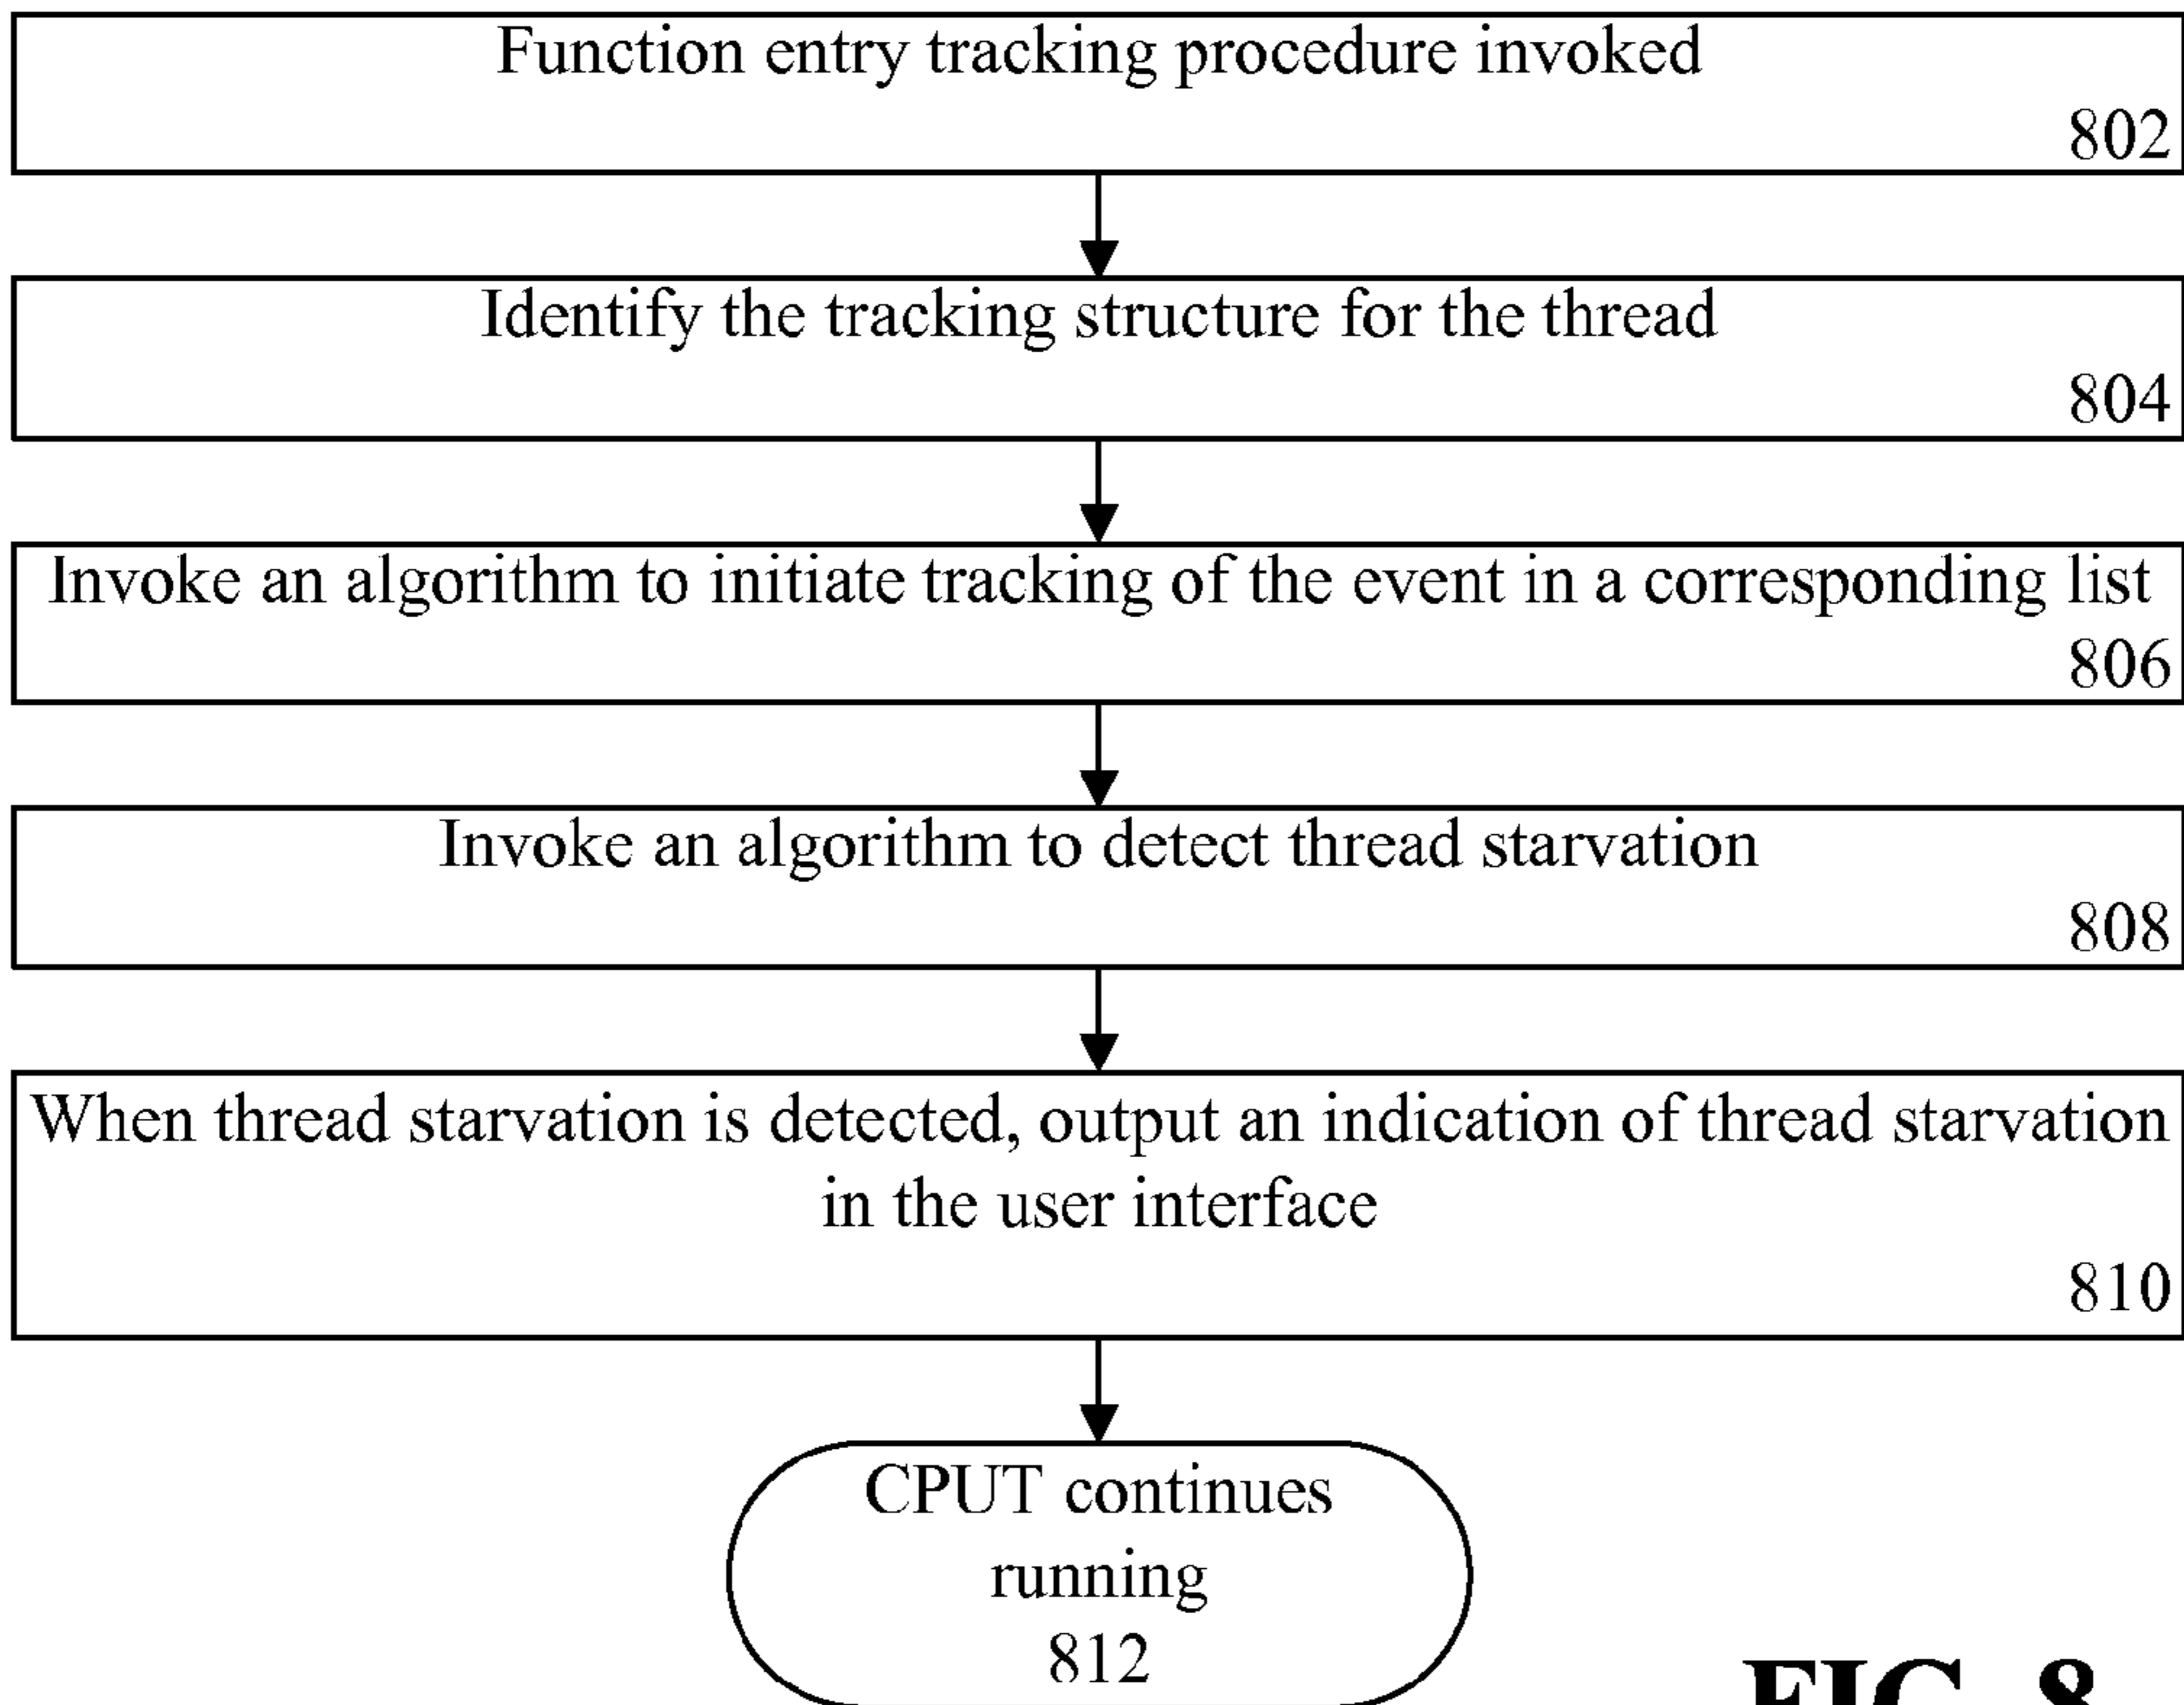 Function entry tracking procedure invoked
802
Identify the tracking structure for the thread
804
Invoke an algorithm to initiate tracking of the event in a corresponding list
806
Invoke an algorithm to detect thread starvation
808
When thread starvation is detected, output an indication of thread starvation
in the user interface
810
CPUT continues
running
812
FIG. 8